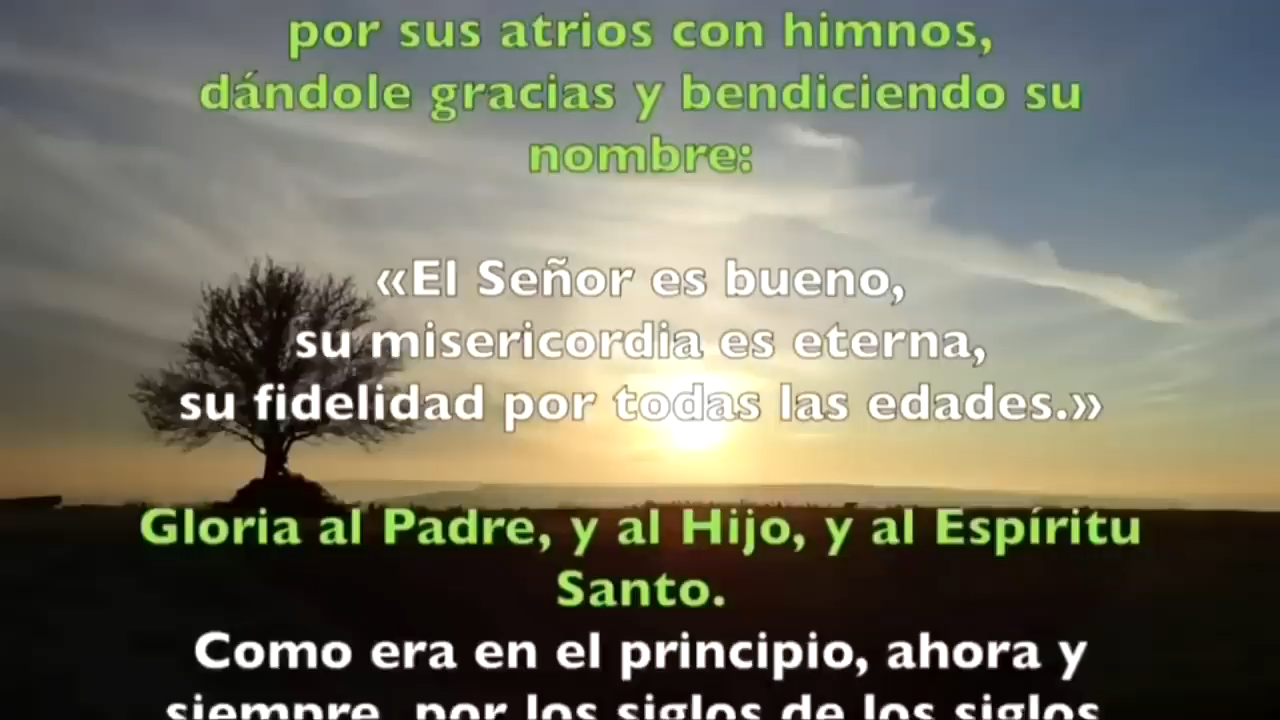 por sus atrios con himnos,
dándole gracias y bendiciendo su
nombre:
«El Señor es bueno,
su misericordia es eterna,
su fidelidad por todas las edades.»
Gloria al Padre, y al Hijo, y al Espíritu
Santo.
Como era en el principio, ahora y
siempre, por los siglos de los siglos.